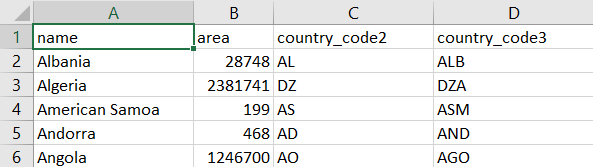 A B C D
1 name area country_code2 country_code3
2 Albania 28748 AL ALB
3 Algeria 2381741 DZ DZA
4 American Samoa 199 AS ASM
5 Andorra 468 AD AND
6 Angola 1246700 AO AGO